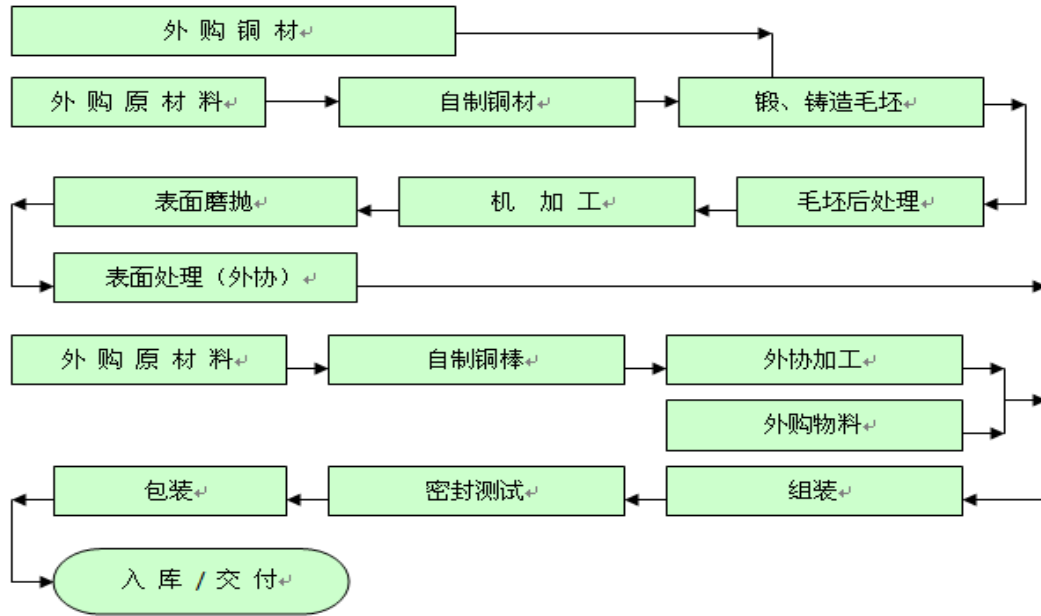 外 购 铜 材↵
外 购 原 材 料↵
自制铜材↵
锻、铸造毛坯↵
表面磨抛↵
机 加 工↵
毛坯后处理↵
表面处理（外协）↵
外 购 原 材 料↵
自制铜棒↵
外协加工↵
外购物料↵
包装↵
密封测试↵
组装↵
入 库 / 交 付↵